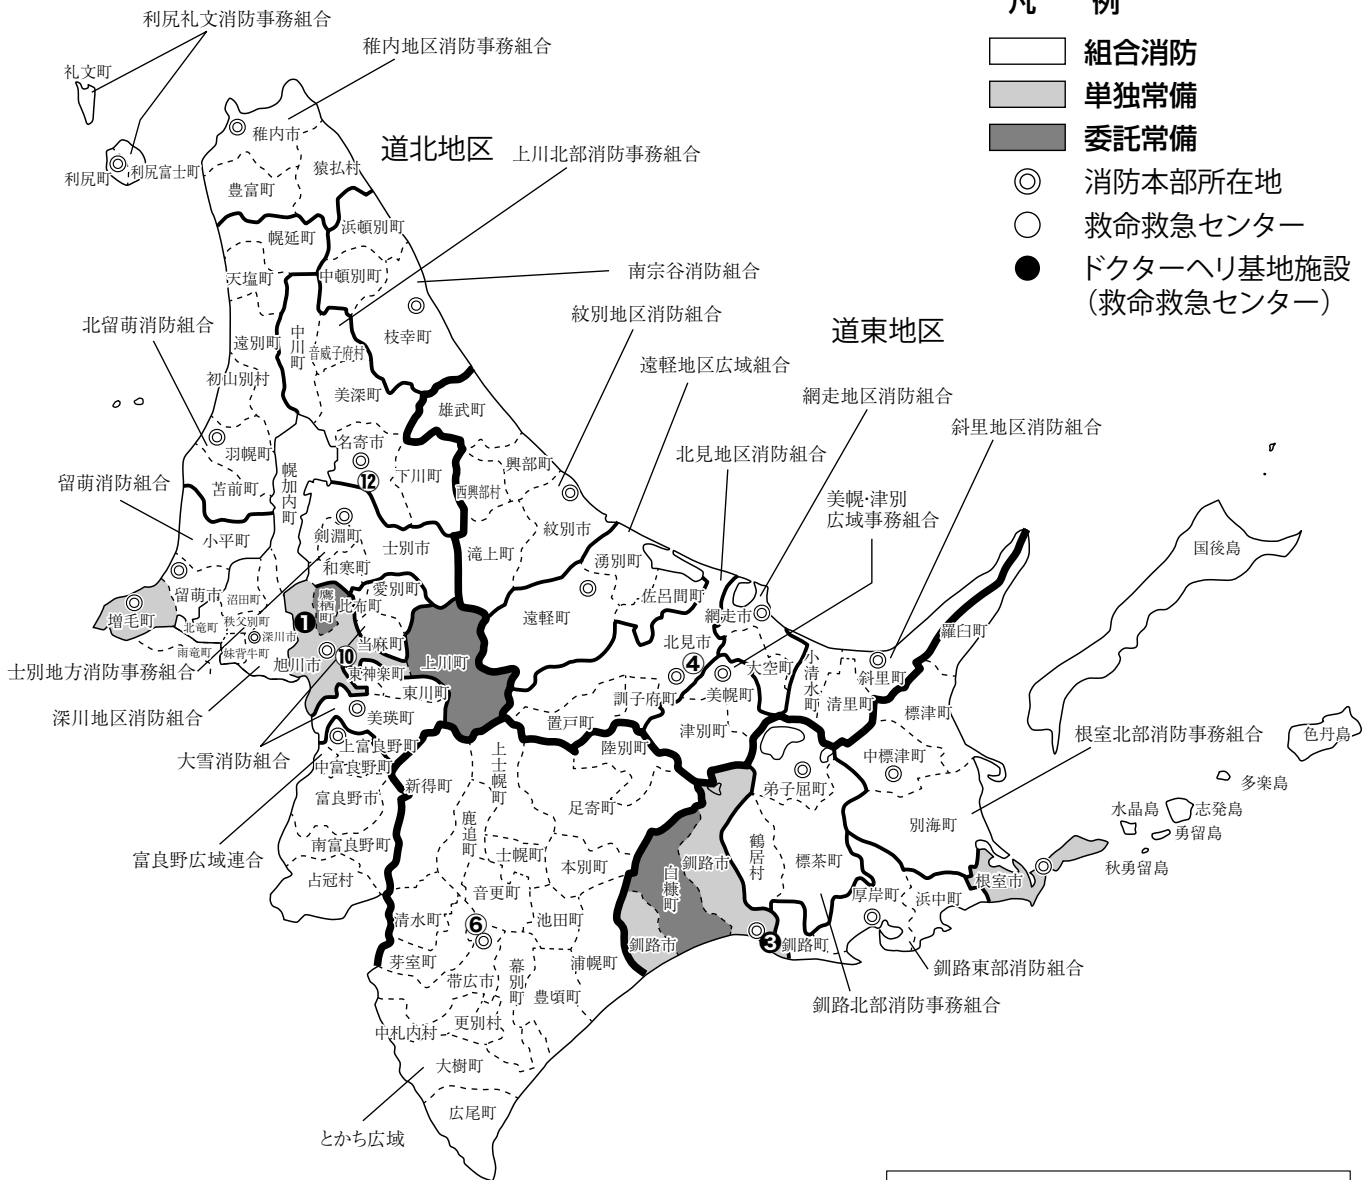 凡　例
組合消防
単独常備
委託常備
消防本部所在地
救命救急センター
ドクターヘリ基地施設
（救命救急センター）
利尻礼文消防事務組合
稚内地区消防事務組合
礼文町
稚内市
道北地区
上川北部消防事務組合
猿払村
利尻町
利尻富士町
豊富町
浜頓別町
幌延町
南宗谷消防組合
天塩町
中頓別町
紋別地区消防組合
北留萌消防組合
道東地区
遠別町
中川町
音威子府村
枝幸町
遠軽地区広域組合
初山別村
美深町
網走地区消防組合
雄武町
斜里地区消防組合
名寄市
羽幌町
北見地区消防組合
興部町
下川町
幌加内町
留萌消防組合
苫前町
⑫
西興部村
美幌・津別
広域事務組合
小平町
剣淵町
士別市
紋別市
滝上町
国後島
和寒町
湧別町
留萌市
沼田町
愛別町
鷹栖町
比布町
佐呂間町
増毛町
秩父別町
北竜町
❶
遠軽町
網走市
羅臼町
深川市
当麻町
北見市
雨竜町
妹背牛町
旭川市
⑩
上川町
④
大空町
小清水町
士別地方消防事務組合
東神楽町
斜里町
東川町
訓子府町
美幌町
清里町
深川地区消防組合
美瑛町
置戸町
津別町
標津町
大雪消防組合
上富良野町
陸別町
根室北部消防事務組合
色丹島
中富良野町
上士幌町
中標津町
新得町
弟子屈町
多楽島
富良野市
足寄町
水晶島
志発島
鹿追町
別海町
勇留島
南富良野町
鶴居村
富良野広域連合
士幌町
本別町
釧路市
標茶町
秋勇留島
占冠村
白糠町
根室市
音更町
厚岸町
浜中町
清水町
⑥
池田町
釧路市
❸
釧路町
芽室町
浦幌町
釧路東部消防組合
帯広市
幕別町
豊頃町
釧路北部消防事務組合
中札内村
更別村
大樹町
広尾町
とかち広域